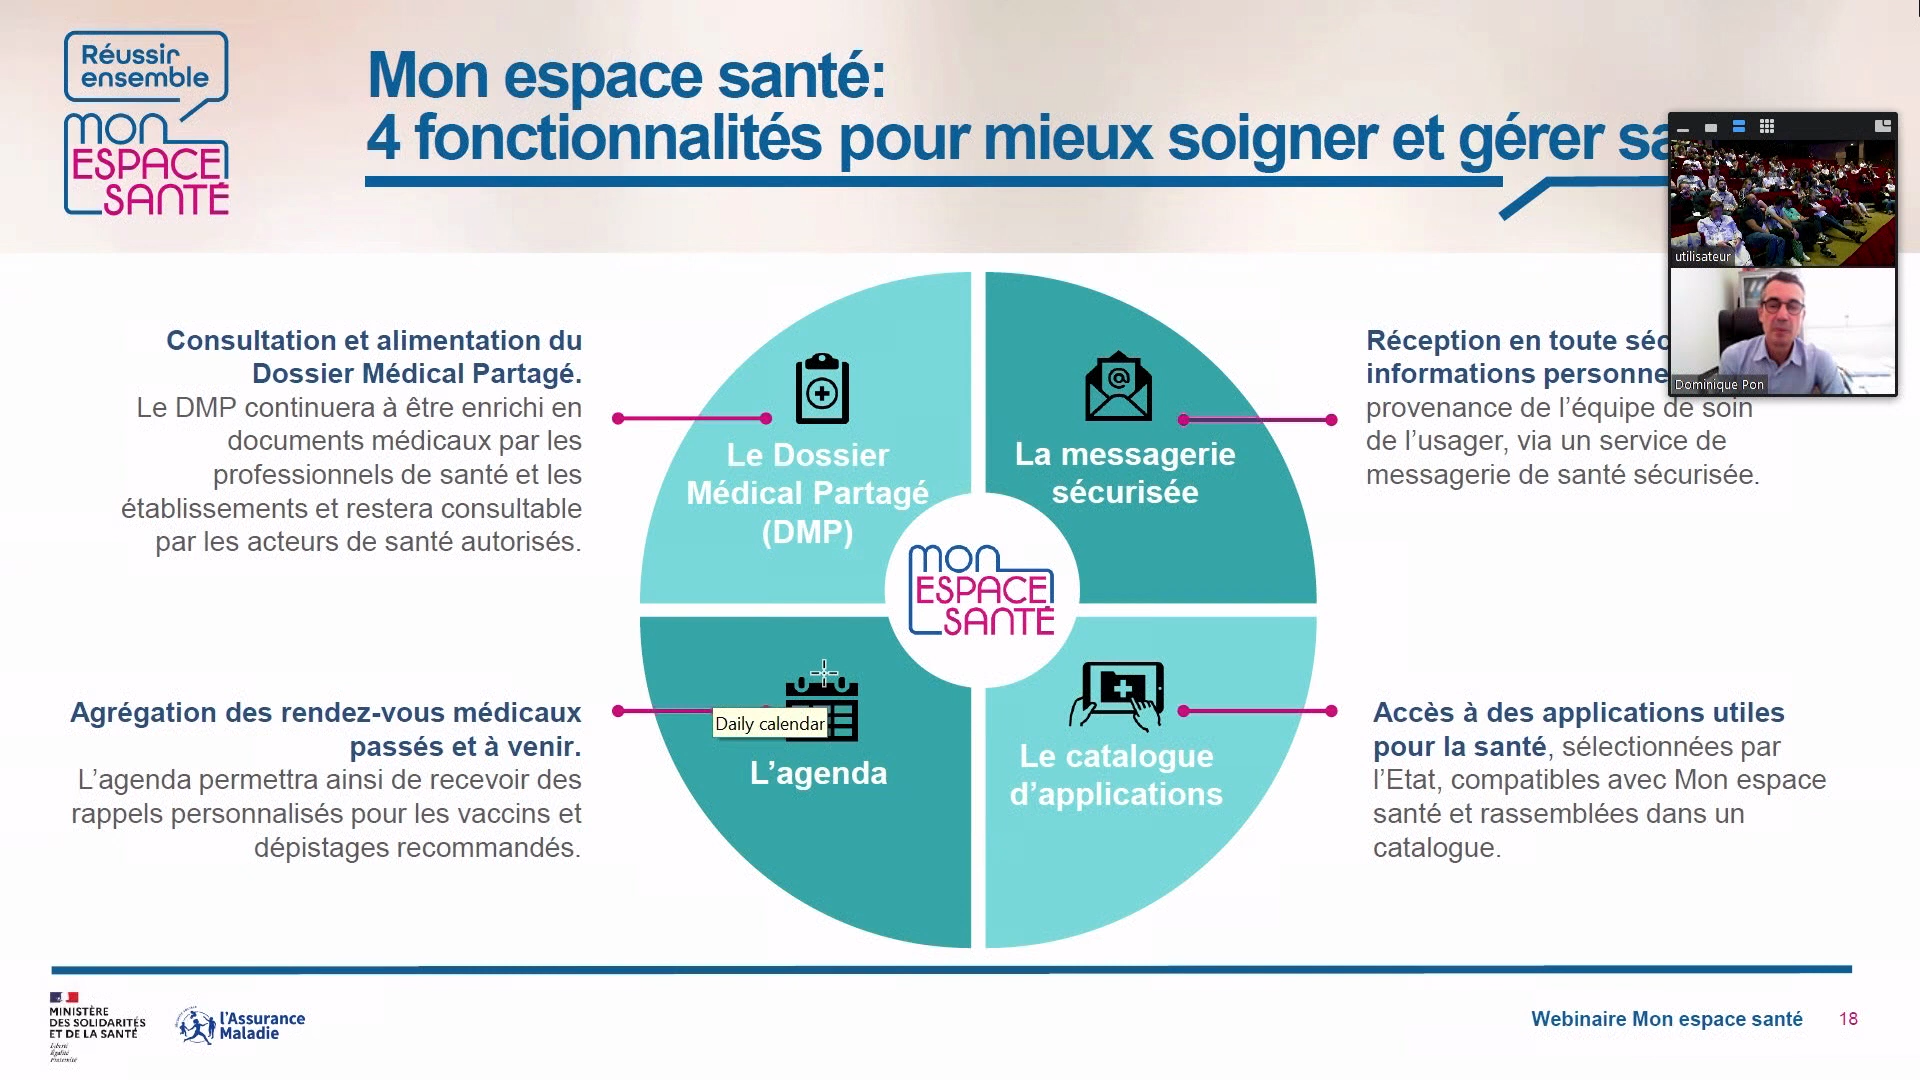 Réussir
ensemble
mon
ESPACE
SANTÉ
Mon espace santé:
4 fonctionnalités pour mieux soigner et gérer sa
utilisateur
Dominique Pon
Consultation et alimentation du
Dossier Médical Partagé.
Le DMP continuera à être enrichi en
documents médicaux par les
professionnels de santé et les
établissements et restera consultable
par les acteurs de santé autorisés.
Le Dossier
Médical Partagé
(DMP)
La messagerie
sécurisée
Réception en toute séc
informations personne
provenance de l’équipe de soin
de l’usager, via un service de
messagerie de santé sécurisée.
mon
ESPACE
SANTÉ
Agrégation des rendez-vous médicaux
passés et à venir.
L’agenda permettra ainsi de recevoir des
rappels personnalisés pour les vaccins et
dépistages recommandés.
Daily calendar
L’agenda
Le catalogue
d’applications
Accès à des applications utiles
pour la santé, sélectionnées par
l’Etat, compatibles avec Mon espace
santé et rassemblées dans un
catalogue.
MINISTÈRE
DES SOLIDARITÉS
ET DE LA SANTÉ
Liberté
Égalité
Fraternité
l’Assurance
Maladie
Webinaire Mon espace santé
18